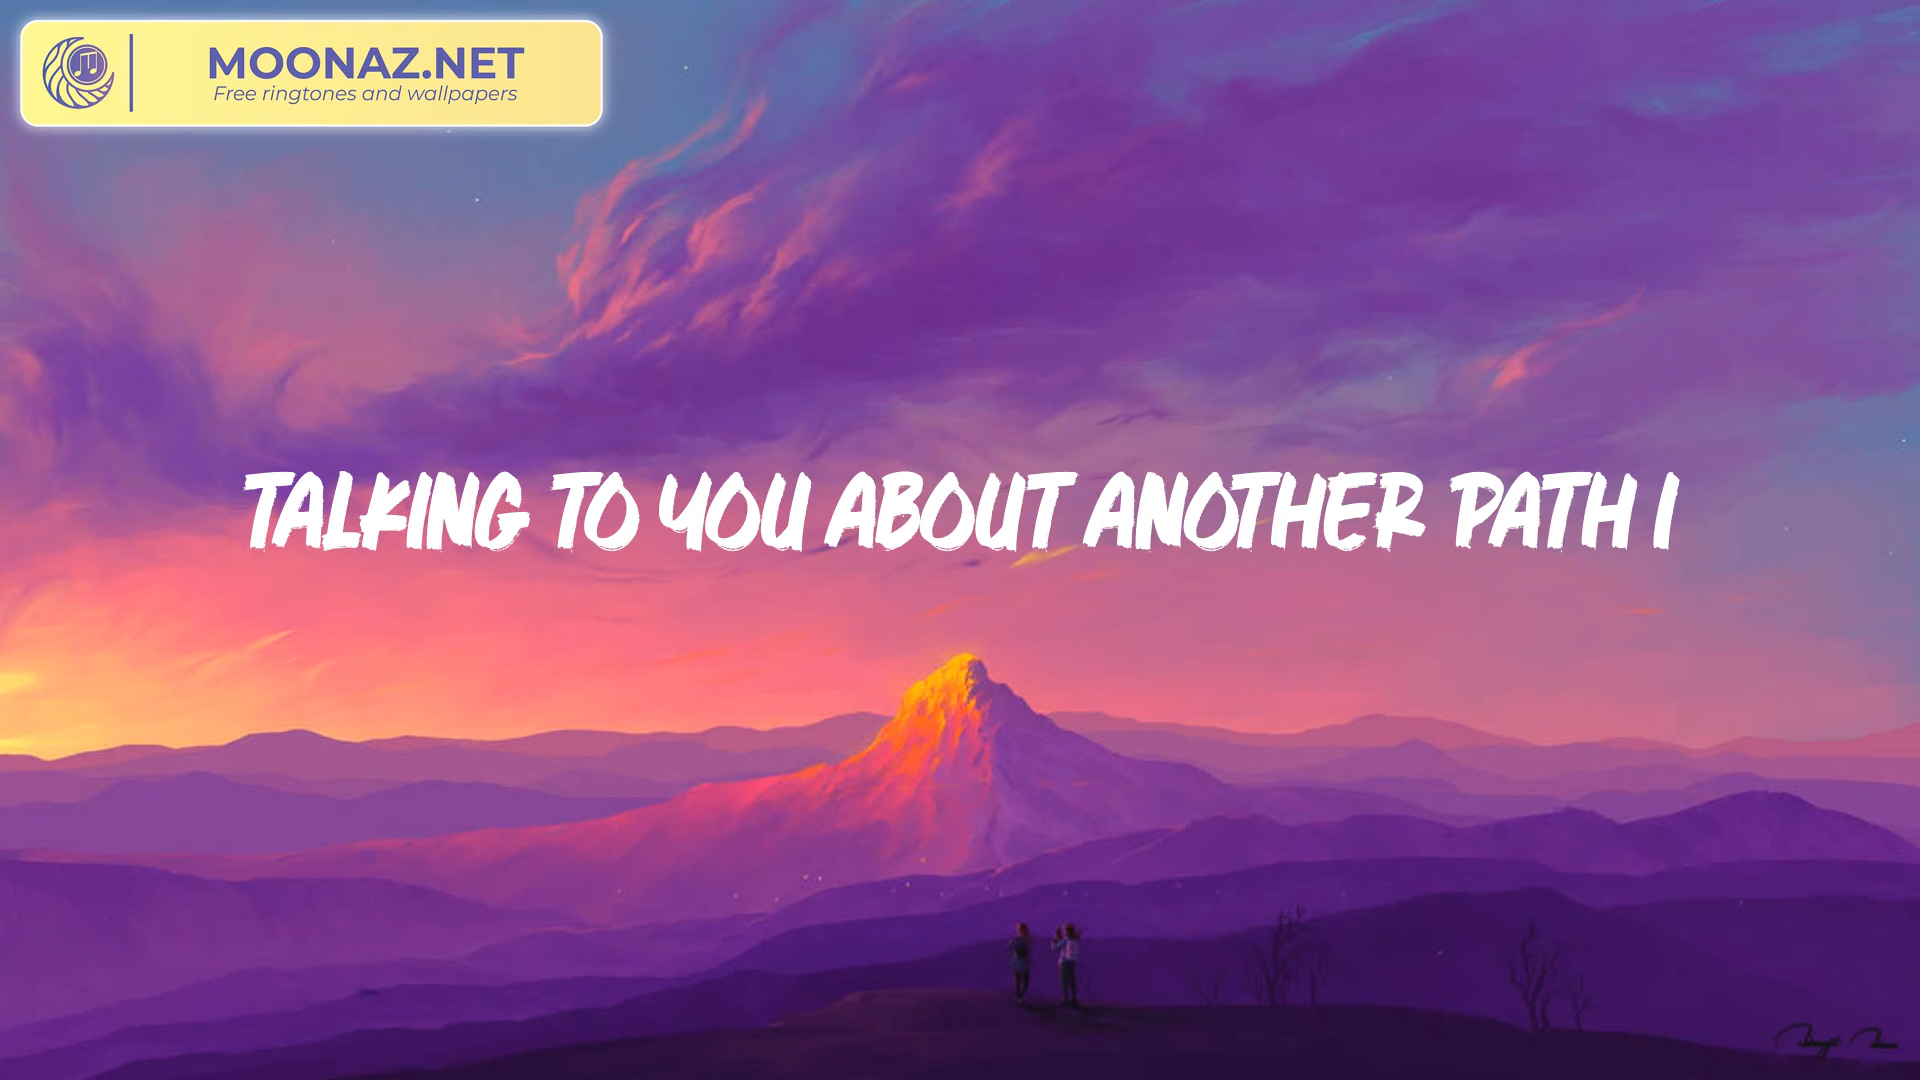 MOONAZ.NET
Free ringtones and wallpapers
TALKING TO YOU ABOUT ANOTHER PATH I